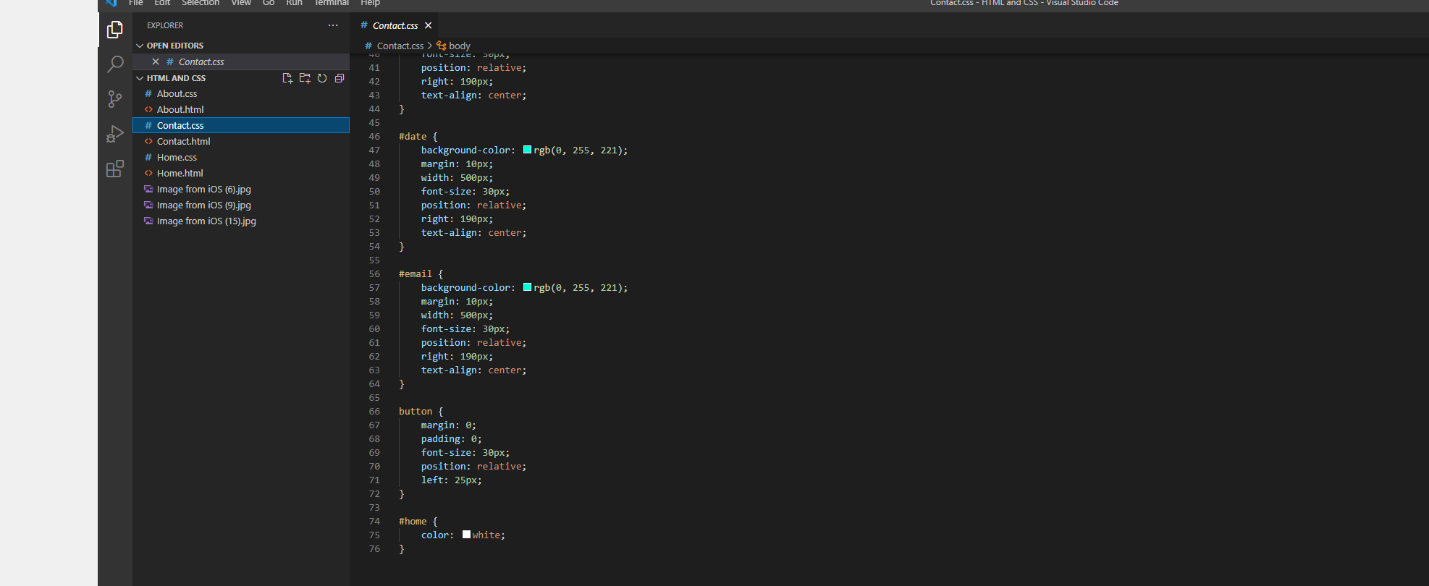 File Edit Selection View Go Run Terminal Help
Contact.css - HTML and CSS - Visual Studio Code
EXPLORER ...
OPEN EDITORS
# Contact.css
HTML AND CSS
# About.css
<> About.html
# Contact.css
<> Contact.html
# Home.css
<> Home.html
Image from iOS (6).jpg
Image from iOS (9).jpg
Image from iOS (15).jpg
# Contact.css
# Contact.css > body
40 font-size: 30px;
41 position: relative;
42 right: 190px;
43 text-align: center;
44 }
45
46 #date {
47 background-color: rgb(0, 255, 221);
48 margin: 10px;
49 width: 500px;
50 font-size: 30px;
51 position: relative;
52 right: 190px;
53 text-align: center;
54 }
55
56 #email {
57 background-color: rgb(0, 255, 221);
58 margin: 10px;
59 width: 500px;
60 font-size: 30px;
61 position: relative;
62 right: 190px;
63 text-align: center;
64 }
65
66 button {
67 margin: 0;
68 padding: 0;
69 font-size: 30px;
70 position: relative;
71 left: 25px;
72 }
73
74 #home {
75 color: white;
76 }